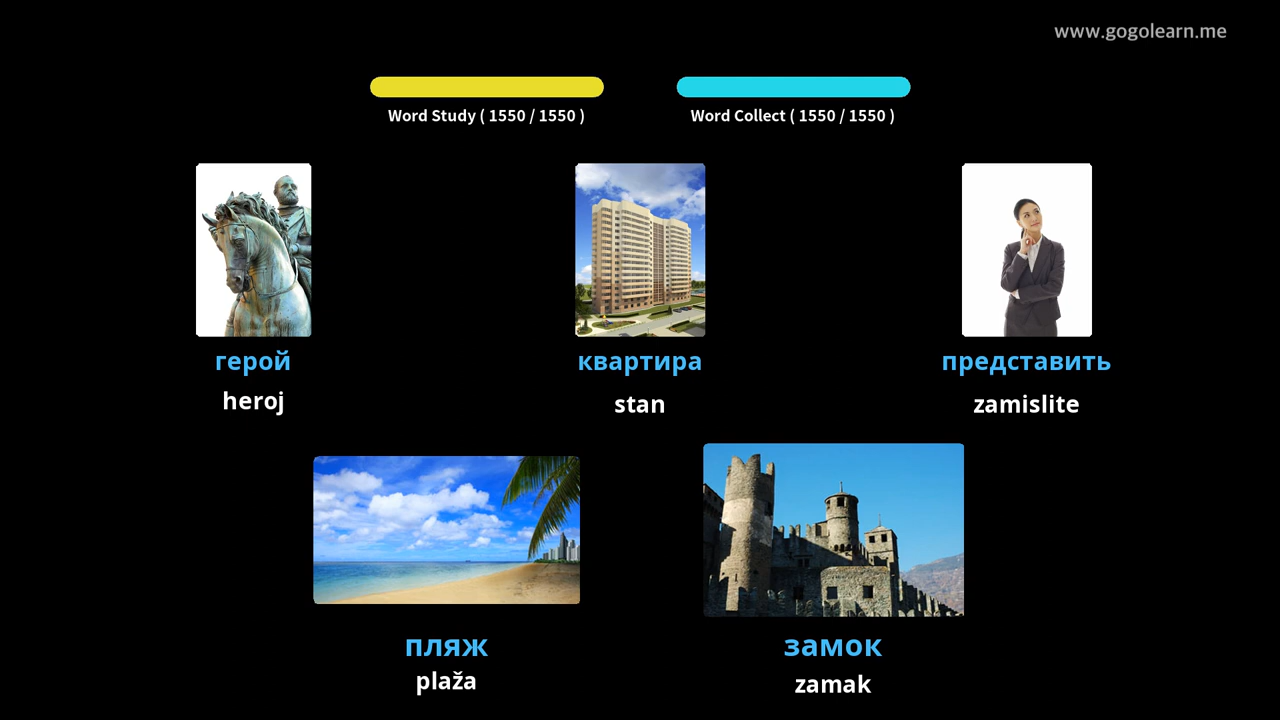 www.gogolearn.me
Word Study ( 1550 / 1550 )
Word Collect ( 1550 / 1550 )
герой
heroj
квартира
stan
представить
zamislite
пляж
plaža
замок
zamak